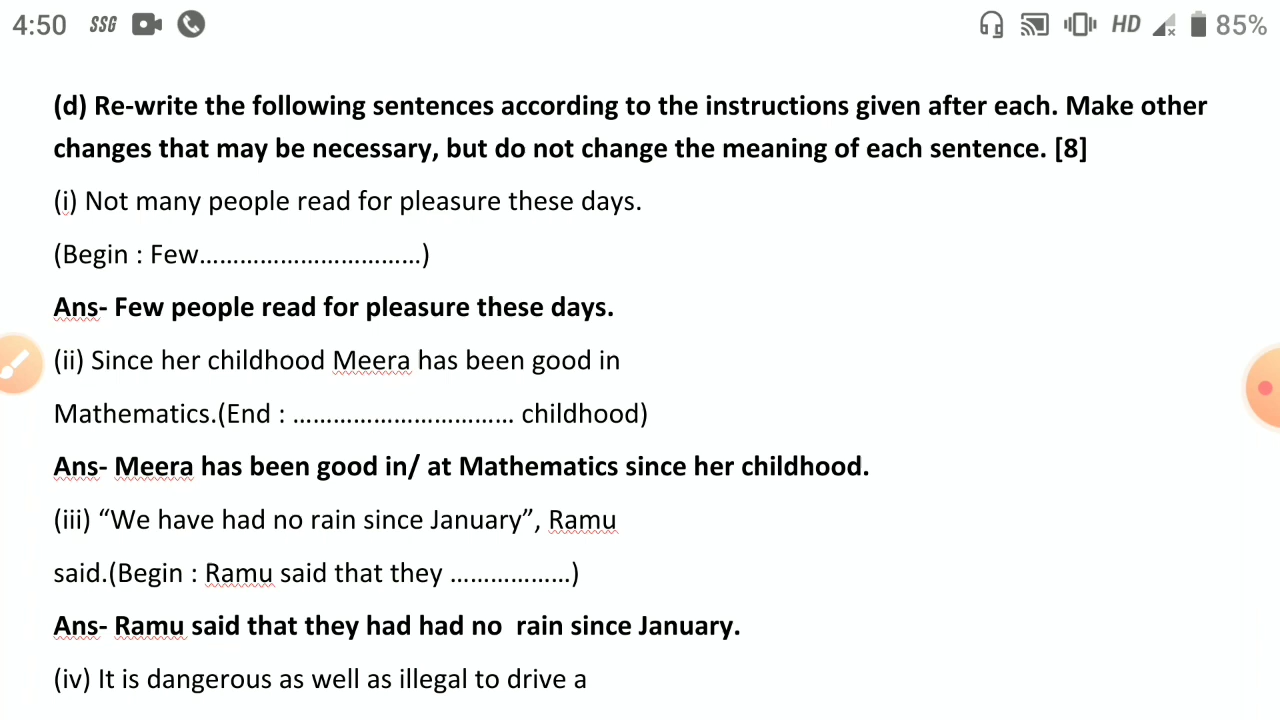 4:50 SSG HD 85%
(d) Re-write the following sentences according to the instructions given after each. Make other
changes that may be necessary, but do not change the meaning of each sentence. [8]
(i) Not many people read for pleasure these days.
(Begin : Few.................................)
Ans- Few people read for pleasure these days.
(ii) Since her childhood Meera has been good in
Mathematics.(End : ................................. childhood)
Ans- Meera has been good in/ at Mathematics since her childhood.
(iii) “We have had no rain since January”, Ramu
said.(Begin : Ramu said that they ..................)
Ans- Ramu said that they had had no  rain since January.
(iv) It is dangerous as well as illegal to drive a